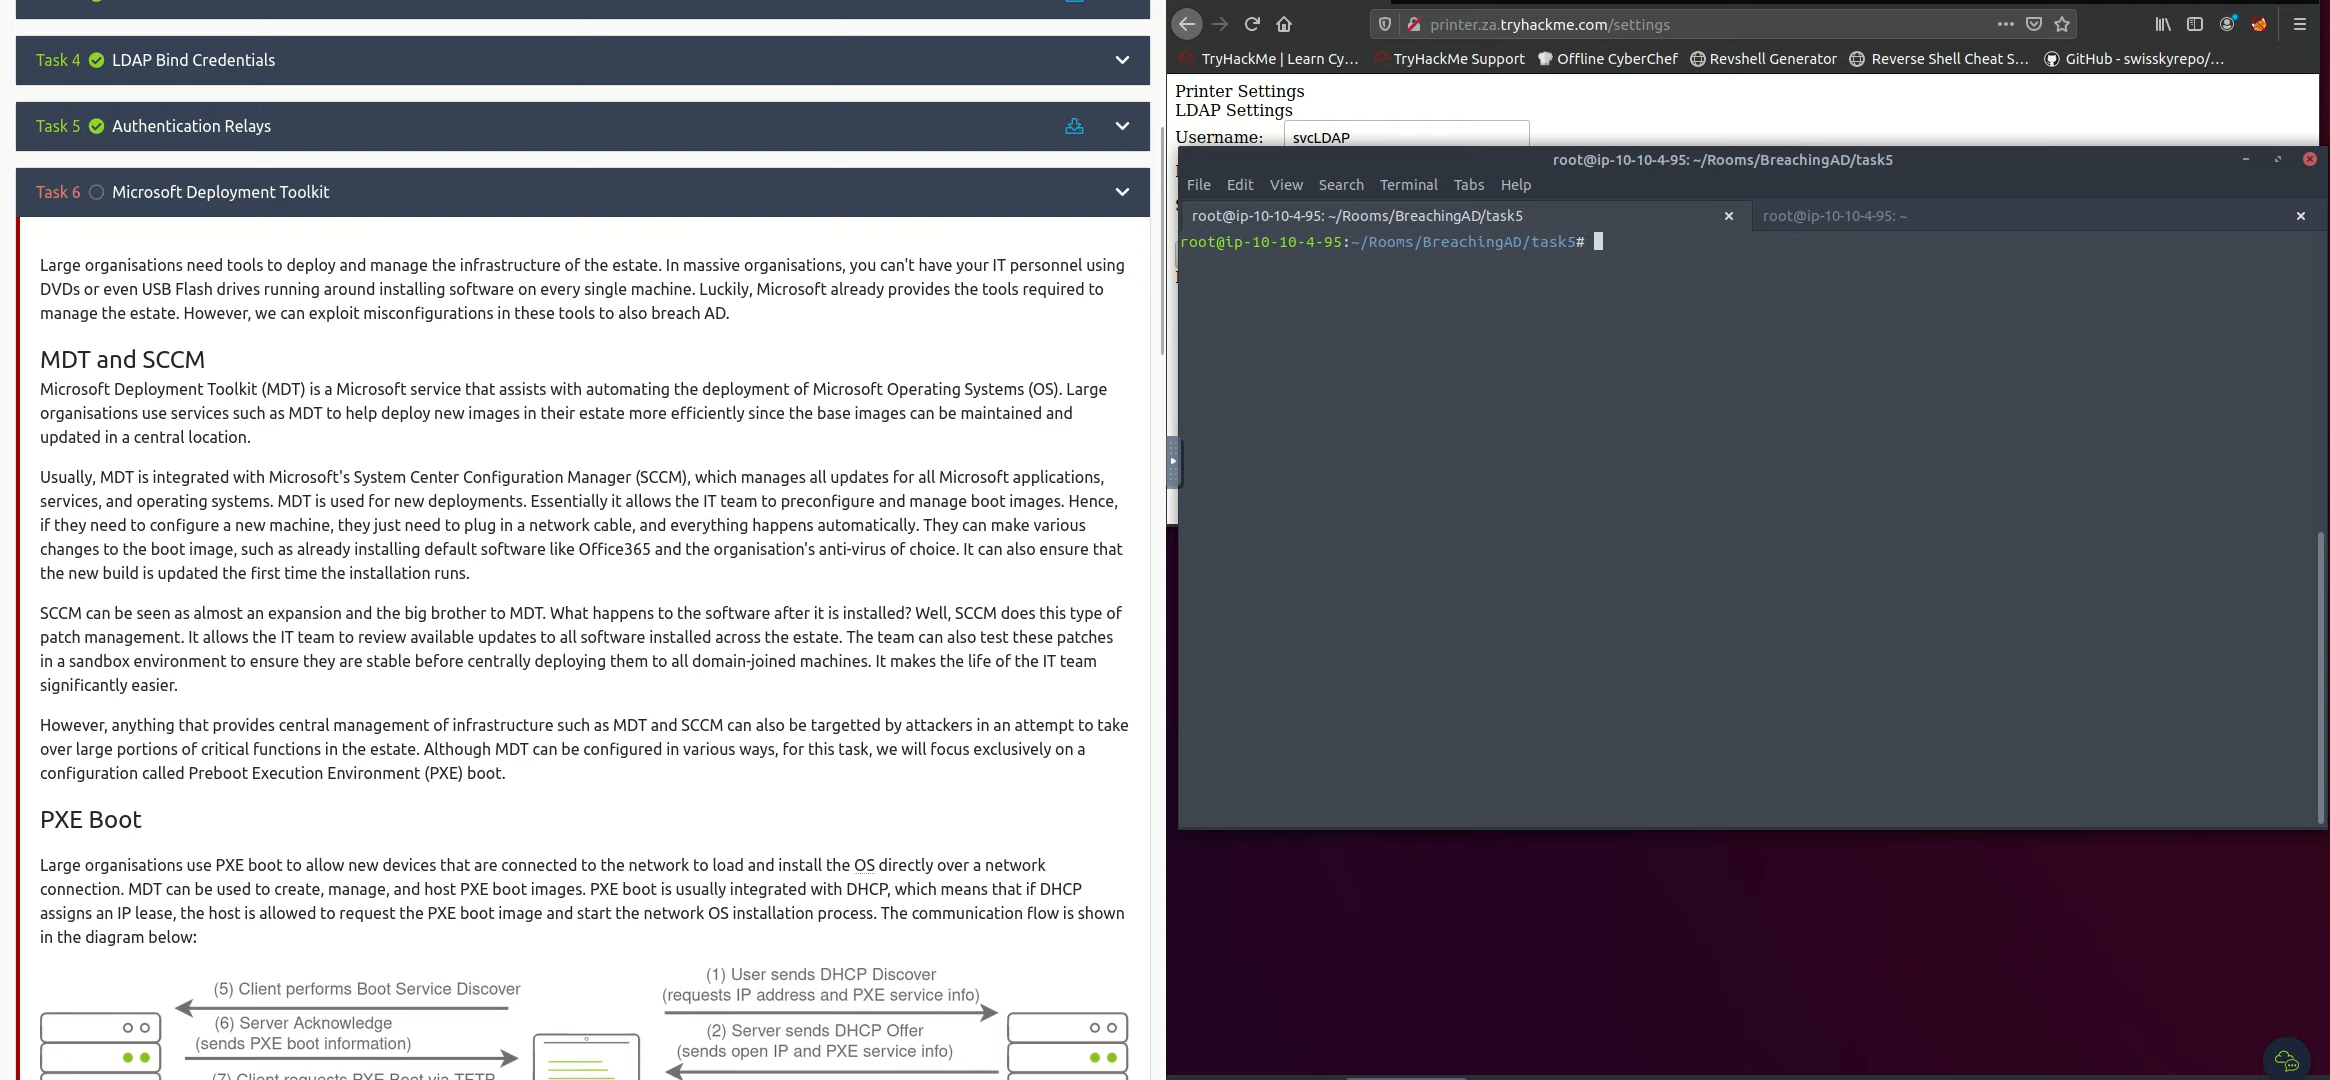 Task 4 LDAP Bind Credentials
Task 5 Authentication Relays
Task 6 Microsoft Deployment Toolkit
Large organisations need tools to deploy and manage the infrastructure of the estate. In massive organisations, you can't have your IT personnel using
DVDs or even USB Flash drives running around installing software on every single machine. Luckily, Microsoft already provides the tools required to
manage the estate. However, we can exploit misconfigurations in these tools to also breach AD.
MDT and SCCM
Microsoft Deployment Toolkit (MDT) is a Microsoft service that assists with automating the deployment of Microsoft Operating Systems (OS). Large
organisations use services such as MDT to help deploy new images in their estate more efficiently since the base images can be maintained and
updated in a central location.
Usually, MDT is integrated with Microsoft's System Center Configuration Manager (SCCM), which manages all updates for all Microsoft applications,
services, and operating systems. MDT is used for new deployments. Essentially it allows the IT team to preconfigure and manage boot images. Hence,
if they need to configure a new machine, they just need to plug in a network cable, and everything happens automatically. They can make various
changes to the boot image, such as already installing default software like Office365 and the organisation's anti-virus of choice. It can also ensure that
the new build is updated the first time the installation runs.
SCCM can be seen as almost an expansion and the big brother to MDT. What happens to the software after it is installed? Well, SCCM does this type of
patch management. It allows the IT team to review available updates to all software installed across the estate. The team can also test these patches
in a sandbox environment to ensure they are stable before centrally deploying them to all domain-joined machines. It makes the life of the IT team
significantly easier.
However, anything that provides central management of infrastructure such as MDT and SCCM can also be targetted by attackers in an attempt to take
over large portions of critical functions in the estate. Although MDT can be configured in various ways, for this task, we will focus exclusively on a
configuration called Preboot Execution Environment (PXE) boot.
PXE Boot
Large organisations use PXE boot to allow new devices that are connected to the network to load and install the OS directly over a network
connection. MDT can be used to create, manage, and host PXE boot images. PXE boot is usually integrated with DHCP, which means that if DHCP
assigns an IP lease, the host is allowed to request the PXE boot image and start the network OS installation process. The communication flow is shown
in the diagram below:
(5) Client performs Boot Service Discover
(6) Server Acknowledge
(sends PXE boot information)
(7) Client requests PXE Boot via TFTP
(1) User sends DHCP Discover
(requests IP address and PXE service info)
(2) Server sends DHCP Offer
(sends open IP and PXE service info)
printer.za.tryhackme.com/settings
TryHackMe | Learn Cy... TryHackMe Support Offline CyberChef Revshell Generator Reverse Shell Cheat S... GitHub - swisskyrepo/...
Printer Settings
LDAP Settings
Username: svcLDAP
root@ip-10-10-4-95: ~/Rooms/BreachingAD/task5
File Edit View Search Terminal Tabs Help
root@ip-10-10-4-95: ~/Rooms/BreachingAD/task5 root@ip-10-10-4-95: ~
root@ip-10-10-4-95:~/Rooms/BreachingAD/task5#